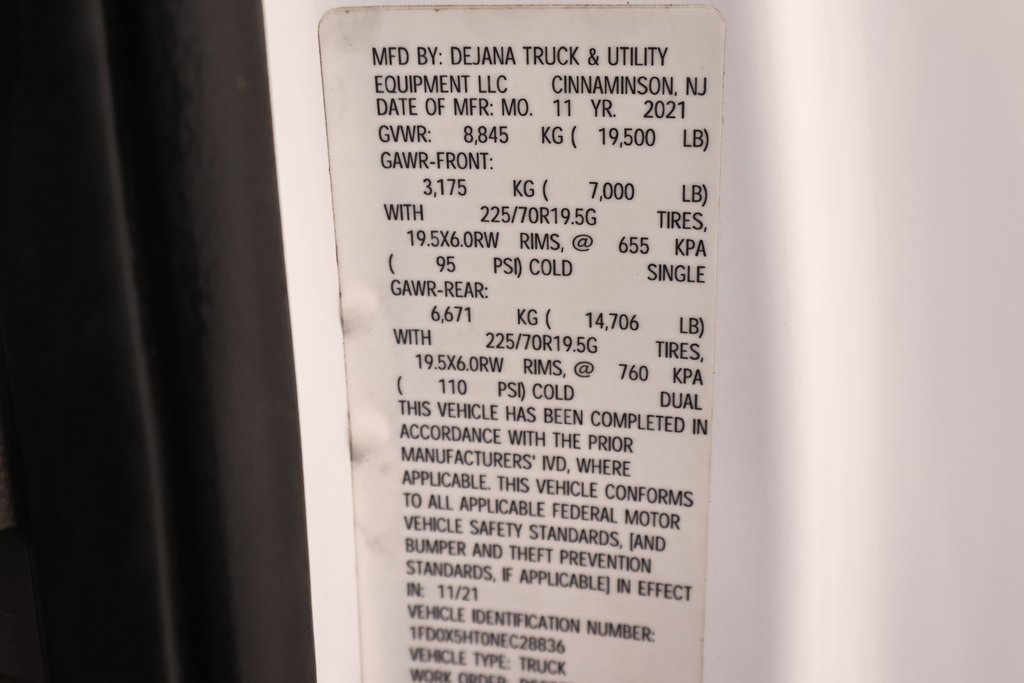 MFD BY: DEJANA TRUCK & UTILITY
EQUIPMENT LLC CINNAMINSON, NJ
DATE OF MFR: MO. 11 YR. 2021
GVWR: 8,845 KG ( 19,500 LB)
GAWR-FRONT:
3,175 KG ( 7,000 LB)
WITH 225/70R19.5G TIRES,
19.5X6.0RW RIMS, @ 655 KPA
( 95 PSI) COLD SINGLE
GAWR-REAR:
6,671 KG ( 14,706 LB)
WITH 225/70R19.5G TIRES,
19.5X6.0RW RIMS, @ 760 KPA
( 110 PSI) COLD DUAL
THIS VEHICLE HAS BEEN COMPLETED IN
ACCORDANCE WITH THE PRIOR
MANUFACTURERS' IVD, WHERE
APPLICABLE. THIS VEHICLE CONFORMS
TO ALL APPLICABLE FEDERAL MOTOR
VEHICLE SAFETY STANDARDS, [AND
BUMPER AND THEFT PREVENTION
STANDARDS, IF APPLICABLE] IN EFFECT
IN: 11/21
VEHICLE IDENTIFICATION NUMBER:
1FD0X5HT0NEC28836
VEHICLE TYPE: TRUCK
WORK ORDER: